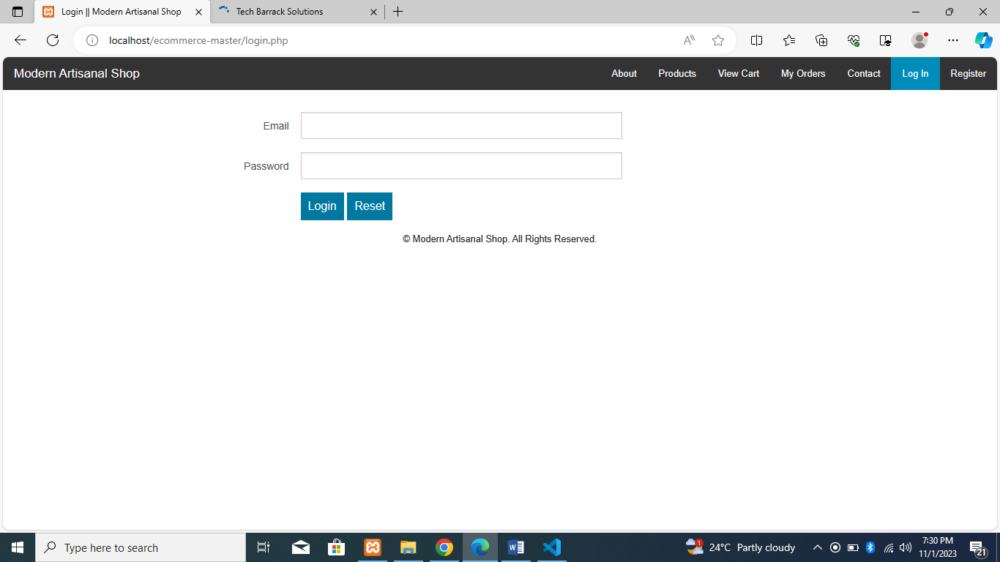 Login || Modern Artisanal Shop
Tech Barrack Solutions
localhost/ecommerce-master/login.php
Modern Artisanal Shop
About Products View Cart My Orders Contact Log In Register
Email
Password
Login Reset
© Modern Artisanal Shop. All Rights Reserved.
Type here to search
1 24°C Partly cloudy
7:30 PM
11/1/2023
21